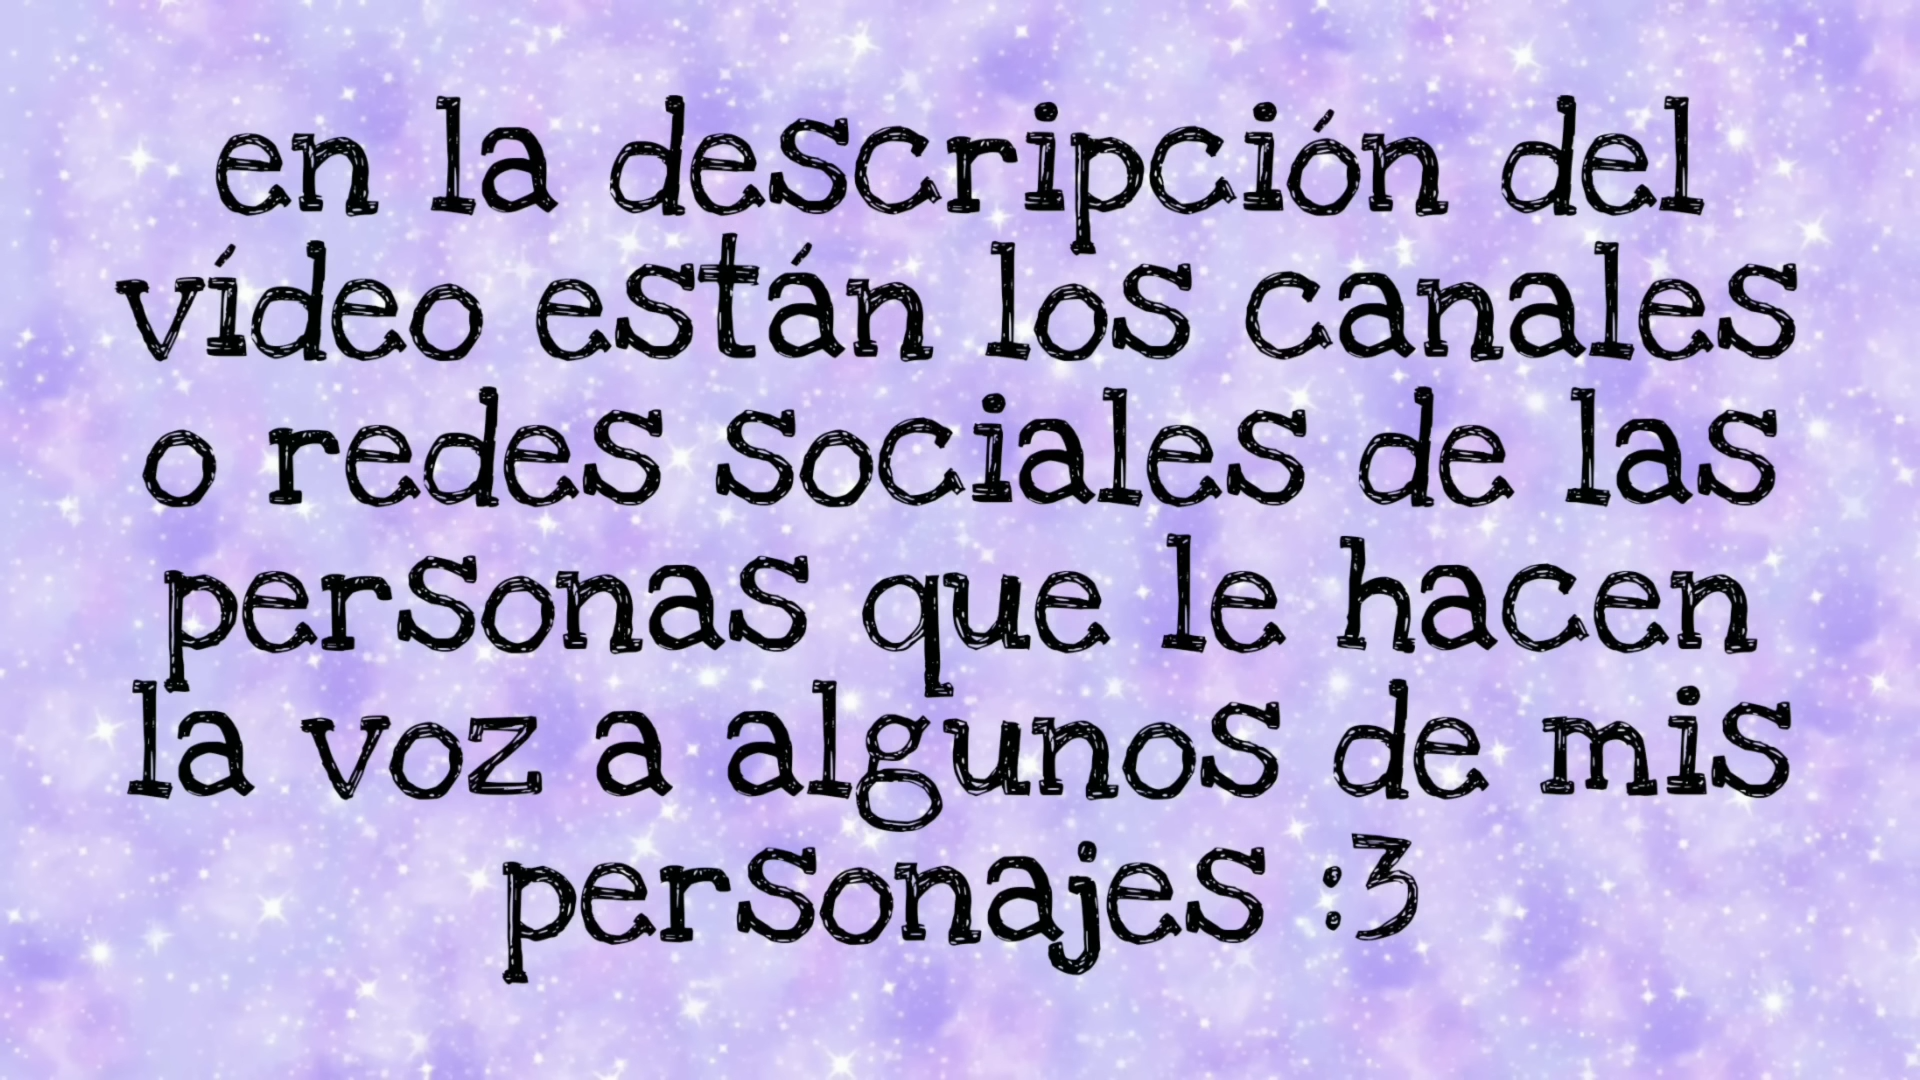 en la descripción del
vídeo están los canales
o redes sociales de las
personas que le hacen
la voz a algunos de mis
personajes :3